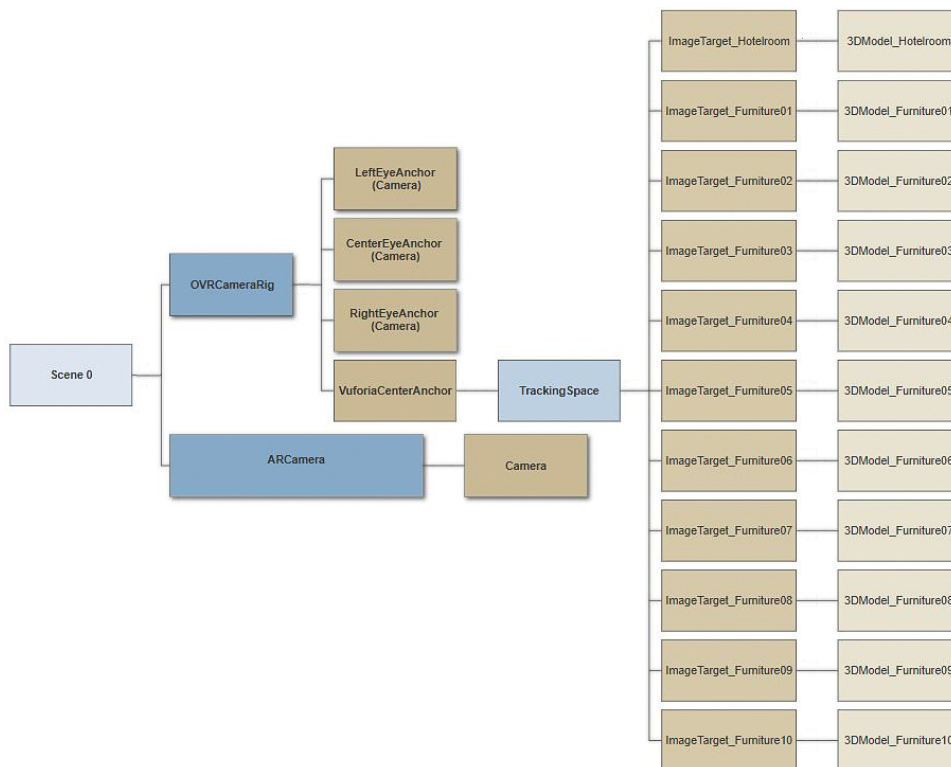 Scene 0
OVRCameraRig
ARCamera
LeftEyeAnchor
(Camera)
CenterEyeAnchor
(Camera)
RightEyeAnchor
(Camera)
VuforiaCenterAnchor
Camera
TrackingSpace
ImageTarget_Hotelroom
3DModel_Hotelroom
ImageTarget_Furniture01
3DModel_Furniture01
ImageTarget_Furniture02
3DModel_Furniture02
ImageTarget_Furniture03
3DModel_Furniture03
ImageTarget_Furniture04
3DModel_Furniture04
ImageTarget_Furniture05
3DModel_Furniture05
ImageTarget_Furniture06
3DModel_Furniture06
ImageTarget_Furniture07
3DModel_Furniture07
ImageTarget_Furniture08
3DModel_Furniture08
ImageTarget_Furniture09
3DModel_Furniture09
ImageTarget_Furniture10
3DModel_Furniture10